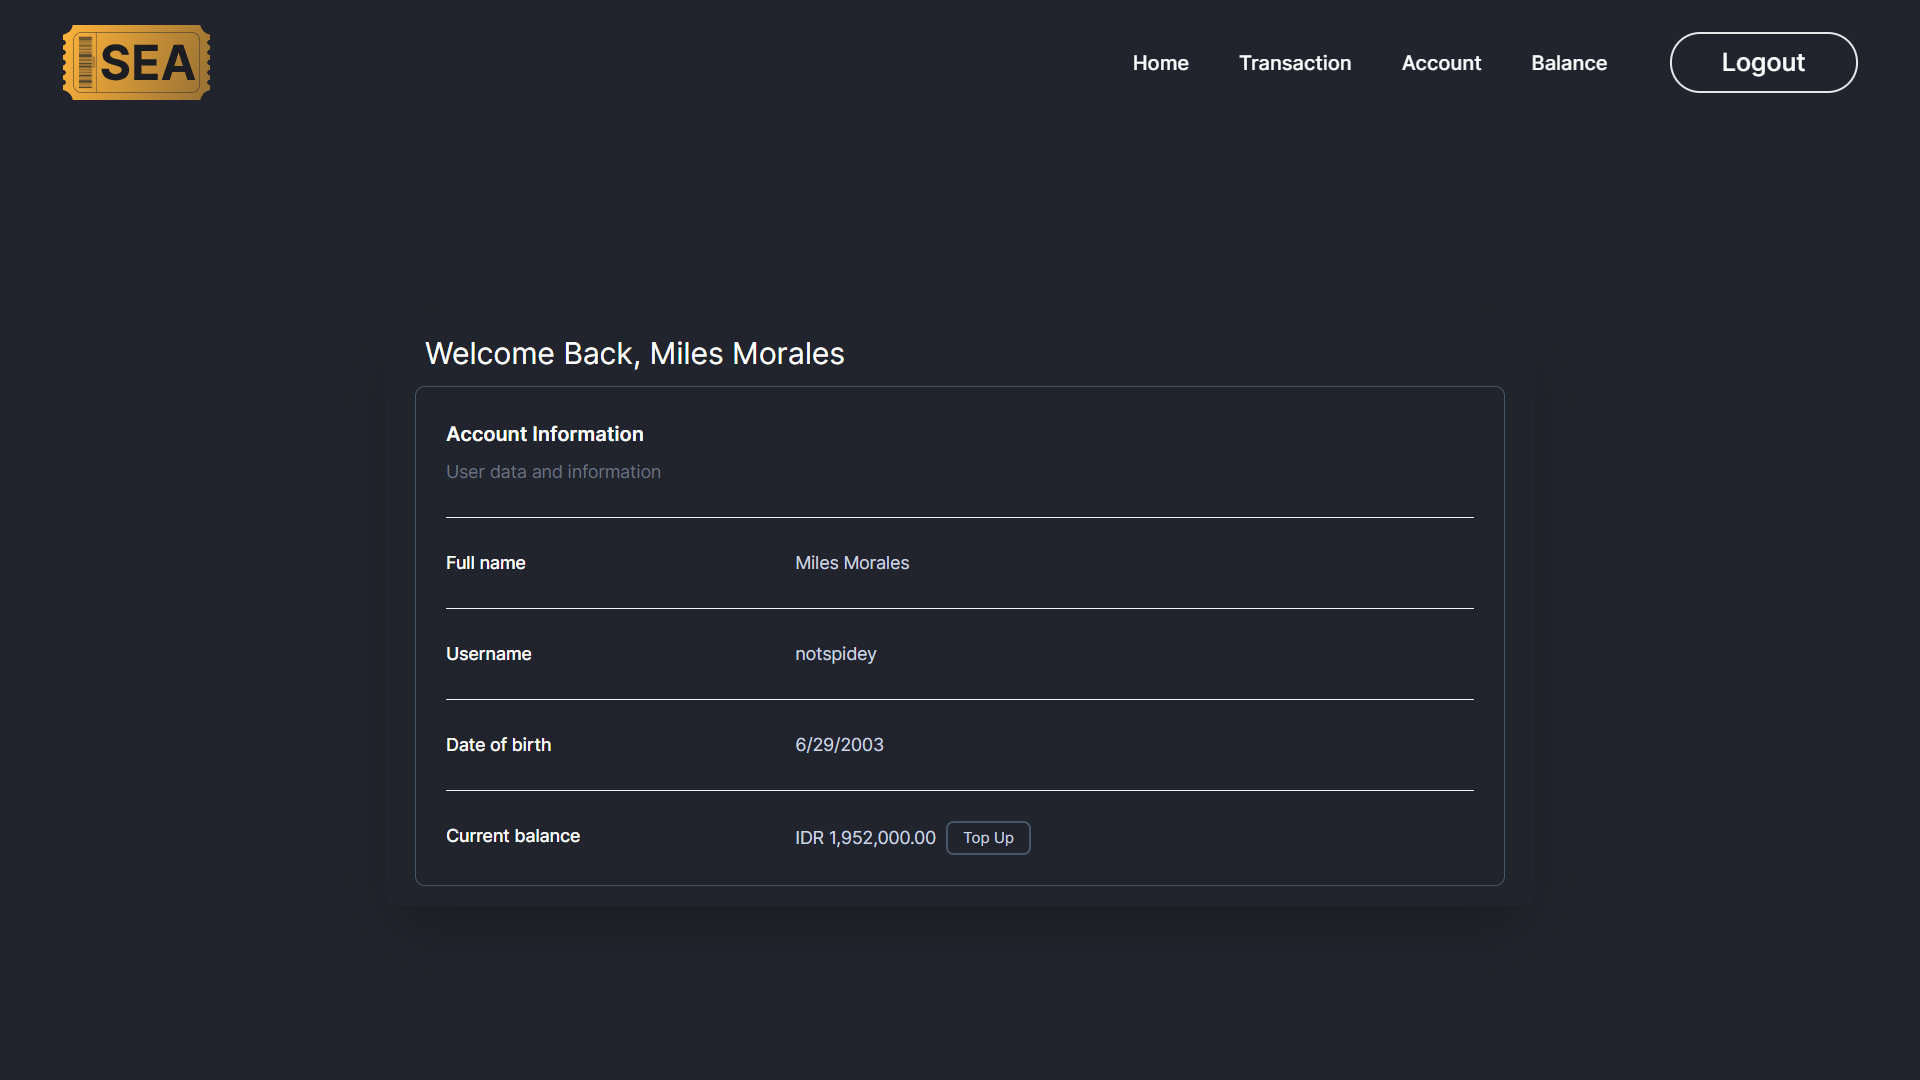 SEA
Home Transaction Account Balance Logout
Welcome Back, Miles Morales
Account Information
User data and information
Full name Miles Morales
Username notspidey
Date of birth 6/29/2003
Current balance IDR 1,952,000.00 Top Up